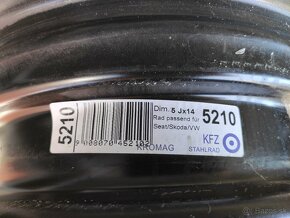 5210
Dim. 5 Jx14
Rad passend für
Seat/Skoda/VW
5210
KFZ
STAHLRAD
KROMAG